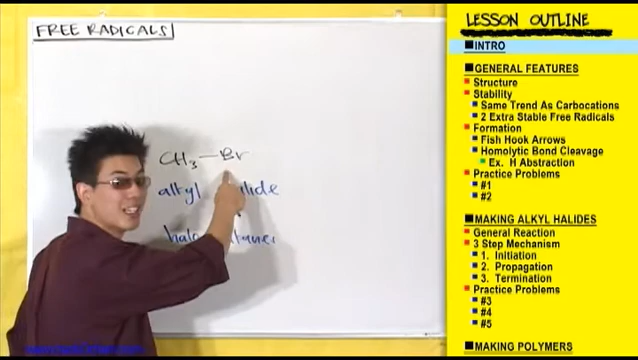 FREE RADICALS
CH3—Br
alkyl
LESSON OUTLINE
INTRO
GENERAL FEATURES
Structure
Stability
Same Trend As Carbocations
2 Extra Stable Free Radicals
Formation
Fish Hook Arrows
Homolytic Bond Cleavage
Ex. H Abstraction
Practice Problems
#1
#2
MAKING ALKYL HALIDES
General Reaction
3 Step Mechanism
1. Initiation
2. Propagation
3. Termination
Practice Problems
#3
#4
#5
MAKING POLYMERS